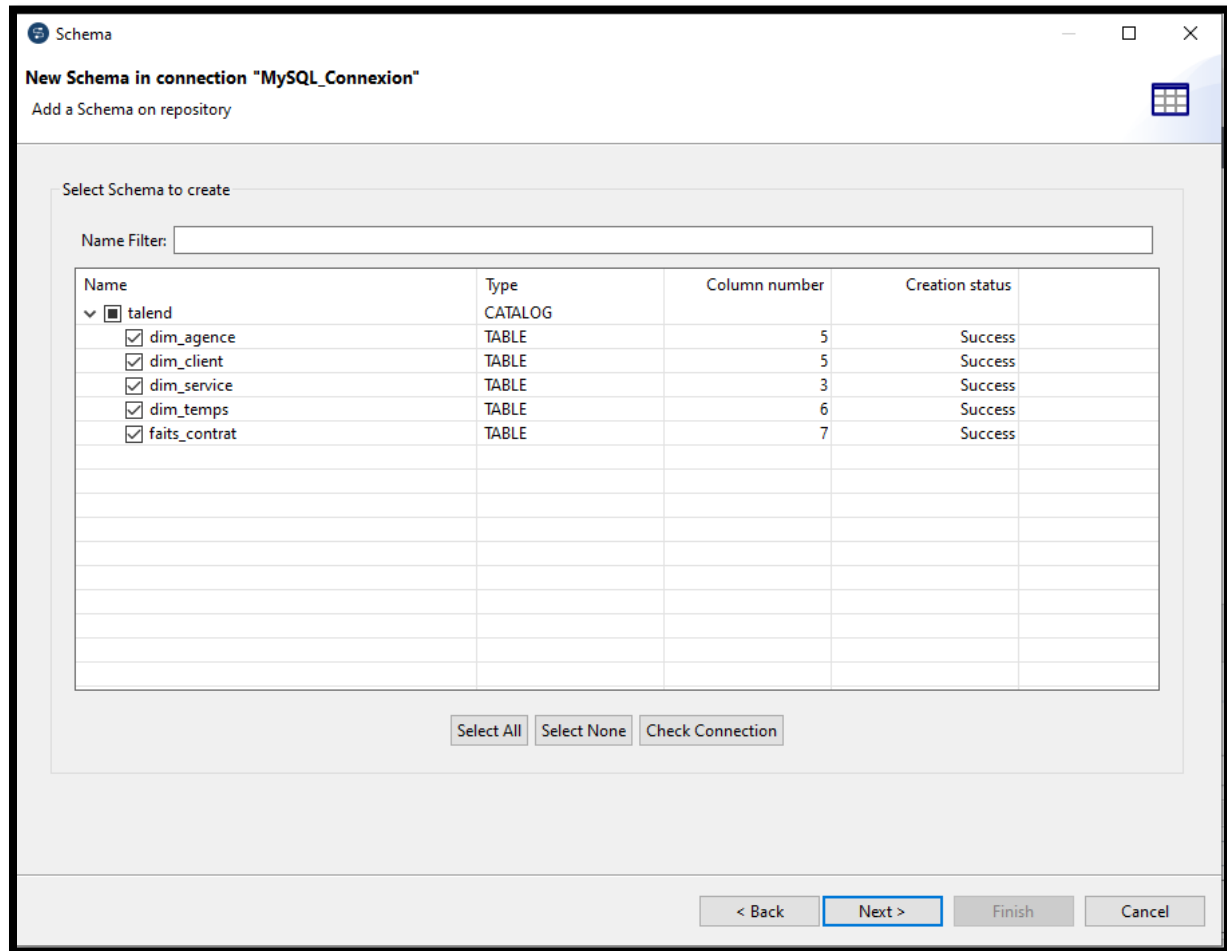 Schema
New Schema in connection "MySQL_Connexion"
Add a Schema on repository
Select Schema to create
Name Filter:
Name Type Column number Creation status
talend CATALOG
dim_agence TABLE 5 Success
dim_client TABLE 5 Success
dim_service TABLE 3 Success
dim_temps TABLE 6 Success
faits_contrat TABLE 7 Success
Select All Select None Check Connection
< Back Next > Finish Cancel